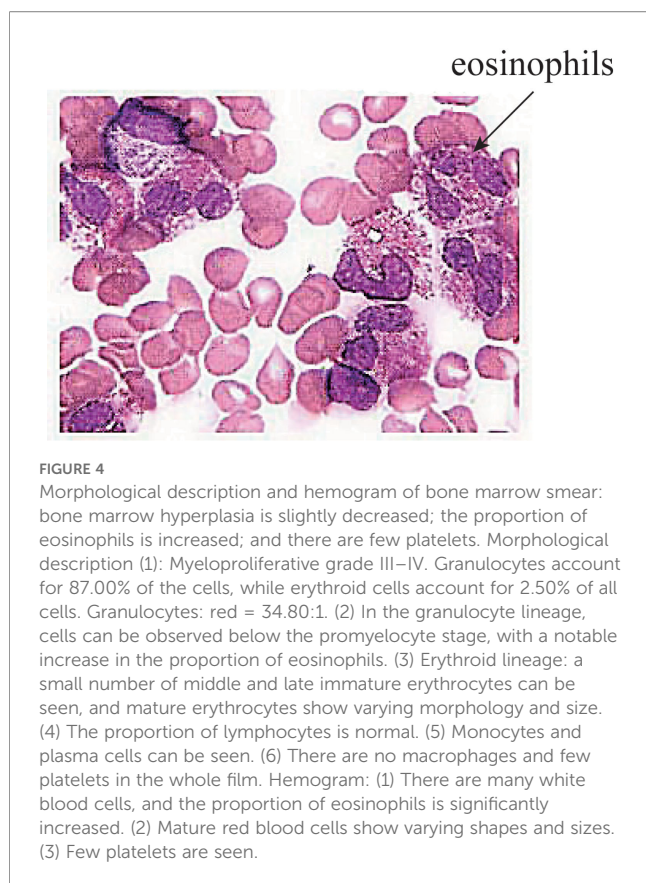 eosinophils
FIGURE 4
Morphological description and hemogram of bone marrow smear:
bone marrow hyperplasia is slightly decreased; the proportion of
eosinophils is increased; and there are few platelets. Morphological
description (1): Myeloproliferative grade III–IV. Granulocytes account
for 87.00% of the cells, while erythroid cells account for 2.50% of all
cells. Granulocytes: red = 34.80:1. (2) In the granulocyte lineage,
cells can be observed below the promyelocyte stage, with a notable
increase in the proportion of eosinophils. (3) Erythroid lineage: a
small number of middle and late immature erythrocytes can be
seen, and mature erythrocytes show varying morphology and size.
(4) The proportion of lymphocytes is normal. (5) Monocytes and
plasma cells can be seen. (6) There are no macrophages and few
platelets in the whole film. Hemogram: (1) There are many white
blood cells, and the proportion of eosinophils is significantly
increased. (2) Mature red blood cells show varying shapes and sizes.
(3) Few platelets are seen.